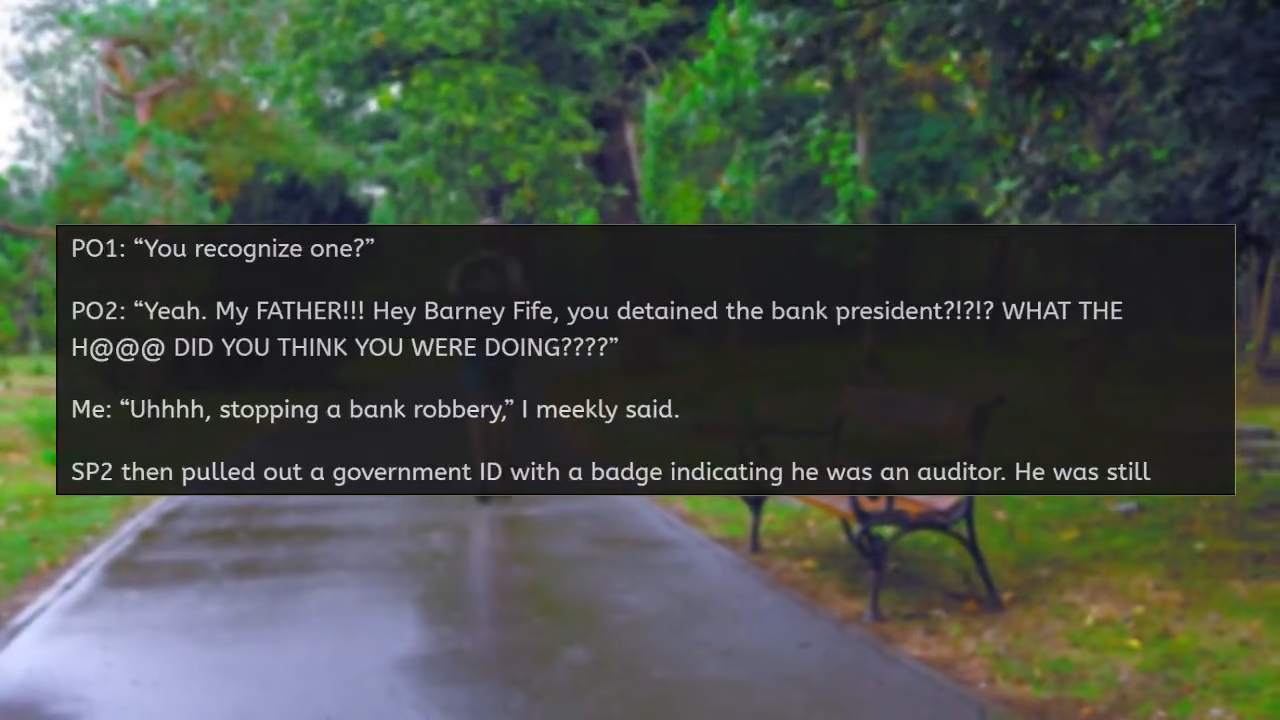 PO1: “You recognize one?”
PO2: “Yeah. My FATHER!!! Hey Barney Fife, you detained the bank president?!?!? WHAT THE
H@@@ DID YOU THINK YOU WERE DOING????”
Me: “Uhhhh, stopping a bank robbery,” I meekly said.
SP2 then pulled out a government ID with a badge indicating he was an auditor. He was still